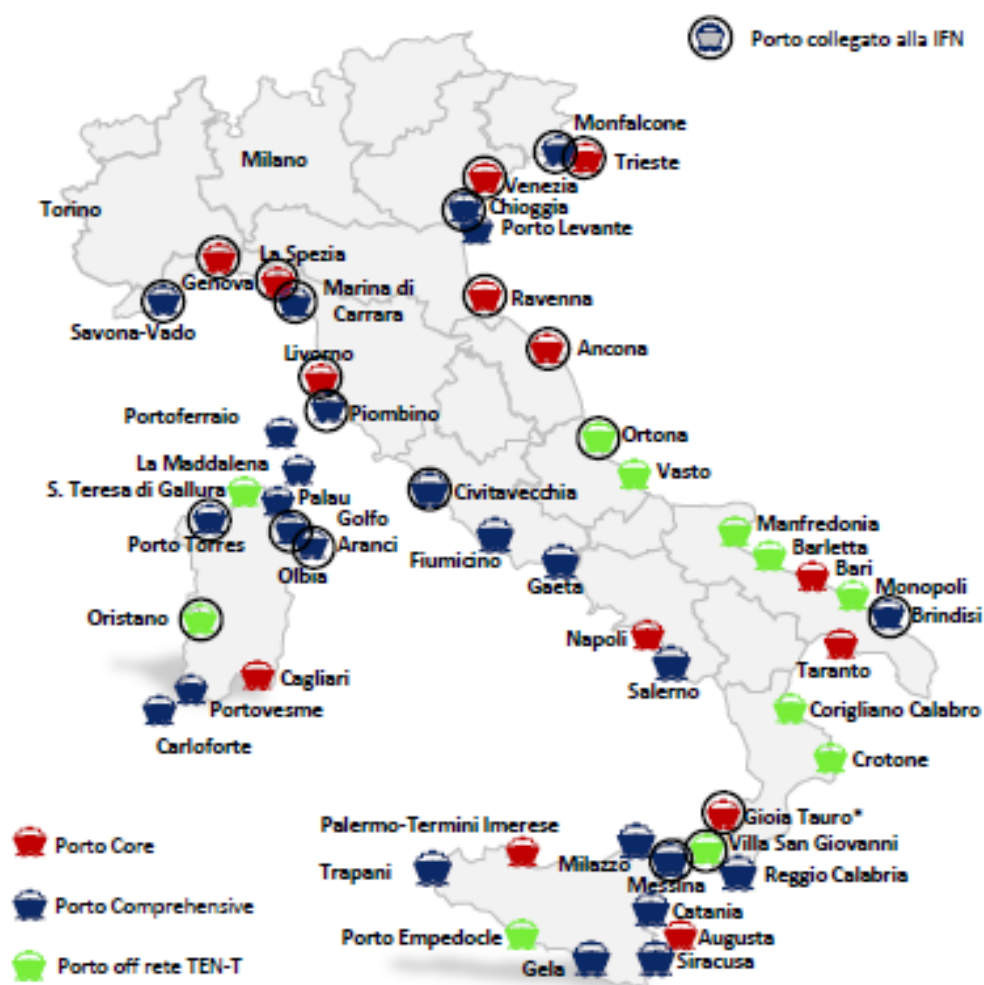 Porto collegato alla IFN
Monfalcone
Milano
Trieste
Venezia
Torino
Chioggia
Porto Levante
La Spezia
Genova
Marina di
Carrara
Ravenna
Savona-Vado
Livorno
Ancona
Portoferraio
Piombino
Ortona
La Maddalena
Vasto
S. Teresa di Gallura
Palau
Civitavecchia
Golfo
Aranci
Manfredonia
Porto Torres
Barletta
Fiumicino
Bari
Olbia
Gaeta
Monopoli
Oristano
Brindisi
Napoli
Taranto
Cagliari
Salerno
Portovesme
Corigliano Calabro
Carloforte
Crotone
Gioia Tauro*
Palermo-Termini Imerese
Porto Core
Villa San Giovanni
Milazzo
Trapani
Reggio Calabria
Messina
Porto Comprehensive
Catania
Porto Empedocle
Augusta
Siracusa
Gela
Porto off rete TEN-T